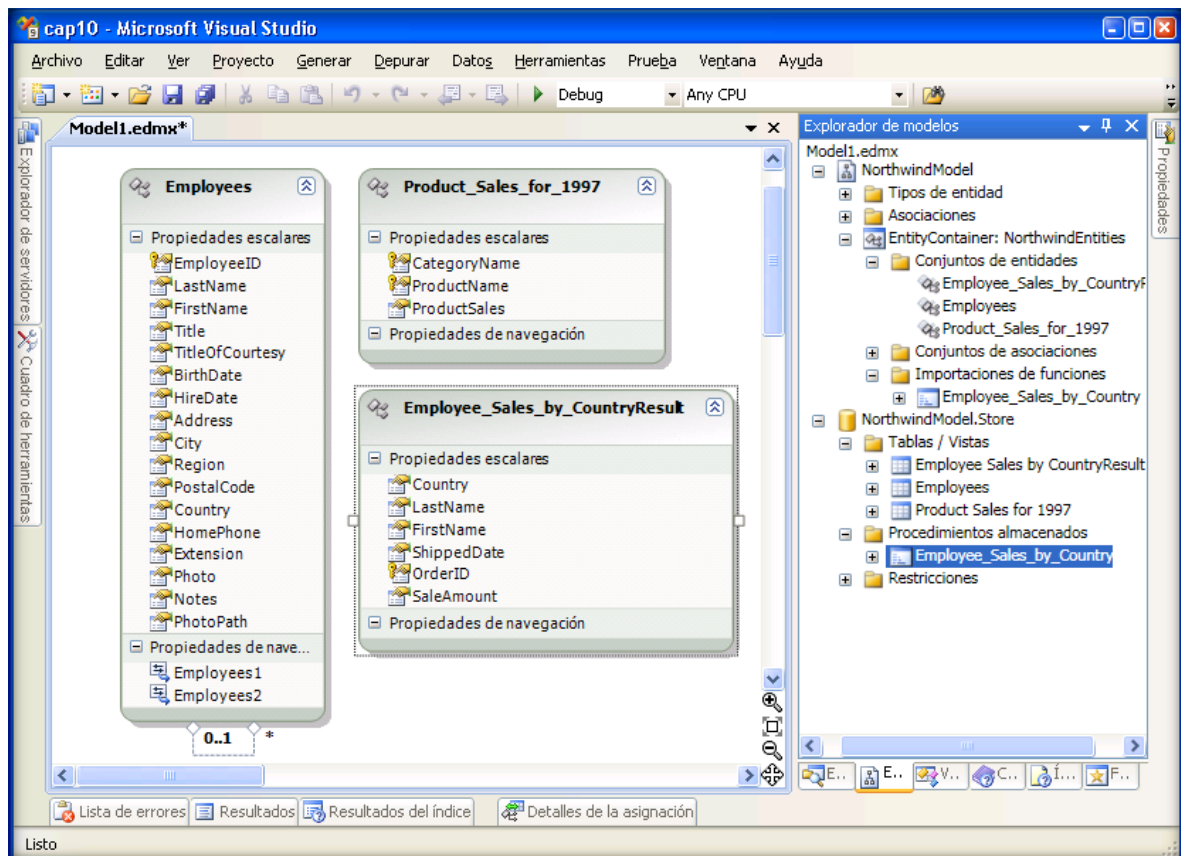 cap10 - Microsoft Visual Studio
Archivo Editar Ver Proyecto Generar Depurar Datos Herramientas Prueba Ventana Ayuda
Debug Any CPU
Explorador de servidores
Cuadro de herramientas
Model1.edmx*
Employees
Propiedades escalares
EmployeeID
LastName
FirstName
Title
TitleOfCourtesy
BirthDate
HireDate
Address
City
Region
PostalCode
Country
HomePhone
Extension
Photo
Notes
PhotoPath
Propiedades de nave...
Employees1
Employees2
0..1 *
Product_Sales_for_1997
Propiedades escalares
CategoryName
ProductName
ProductSales
Propiedades de navegación
Employee_Sales_by_CountryResult
Propiedades escalares
Country
LastName
FirstName
ShippedDate
OrderID
SaleAmount
Propiedades de navegación
Explorador de modelos
Model1.edmx
NorthwindModel
Tipos de entidad
Asociaciones
EntityContainer: NorthwindEntities
Conjuntos de entidades
Employee_Sales_by_CountryR
Employees
Product_Sales_for_1997
Conjuntos de asociaciones
Importaciones de funciones
Employee_Sales_by_Country
NorthwindModel.Store
Tablas / Vistas
Employee Sales by CountryResult
Employees
Product Sales for 1997
Procedimientos almacenados
Employee_Sales_by_Country
Restricciones
E.. E.. V.. C.. Í... F..
Propiedades
Lista de errores Resultados Resultados del índice Detalles de la asignación
Listo